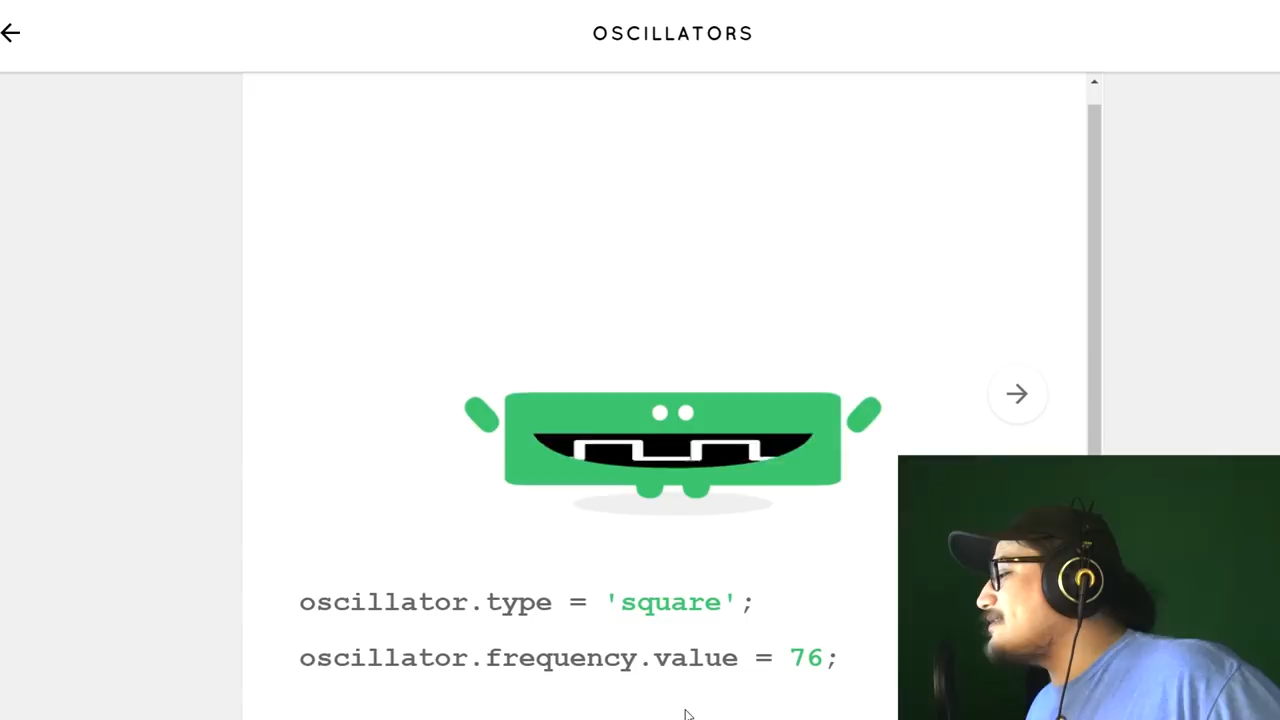 OSCILLATORS
oscillator.type = 'square';
oscillator.frequency.value = 76;